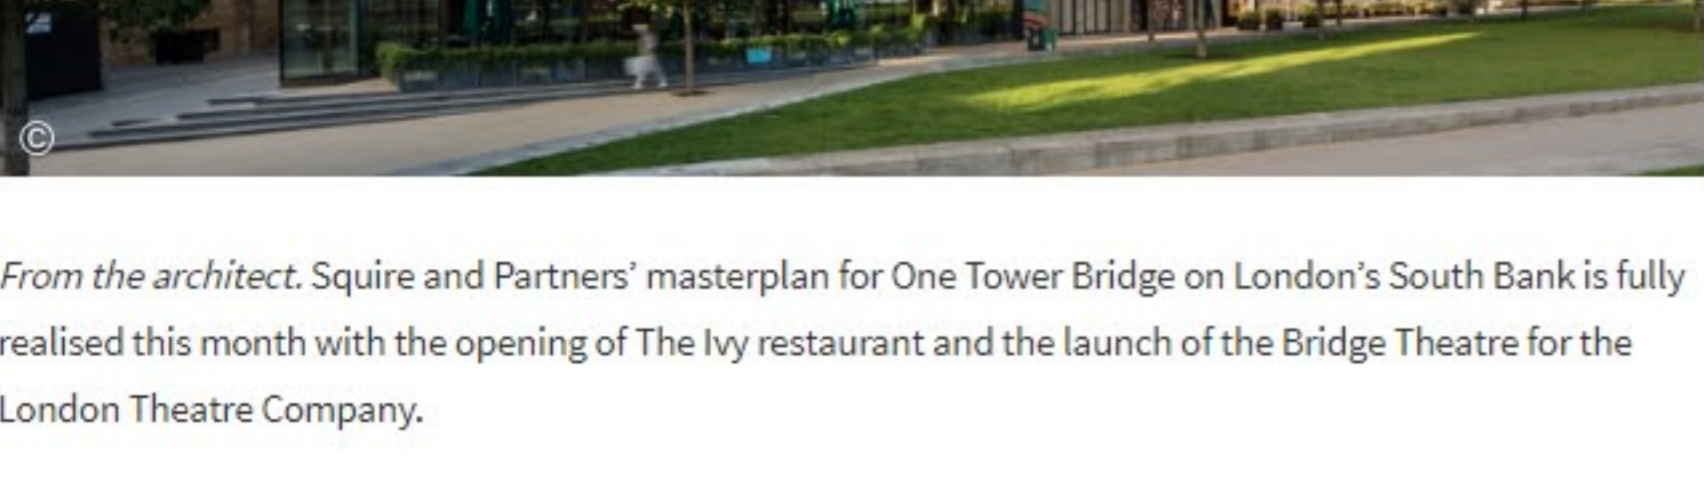 ©
From the architect. Squire and Partners’ masterplan for One Tower Bridge on London’s South Bank is fully
realised this month with the opening of The Ivy restaurant and the launch of the Bridge Theatre for the
London Theatre Company.